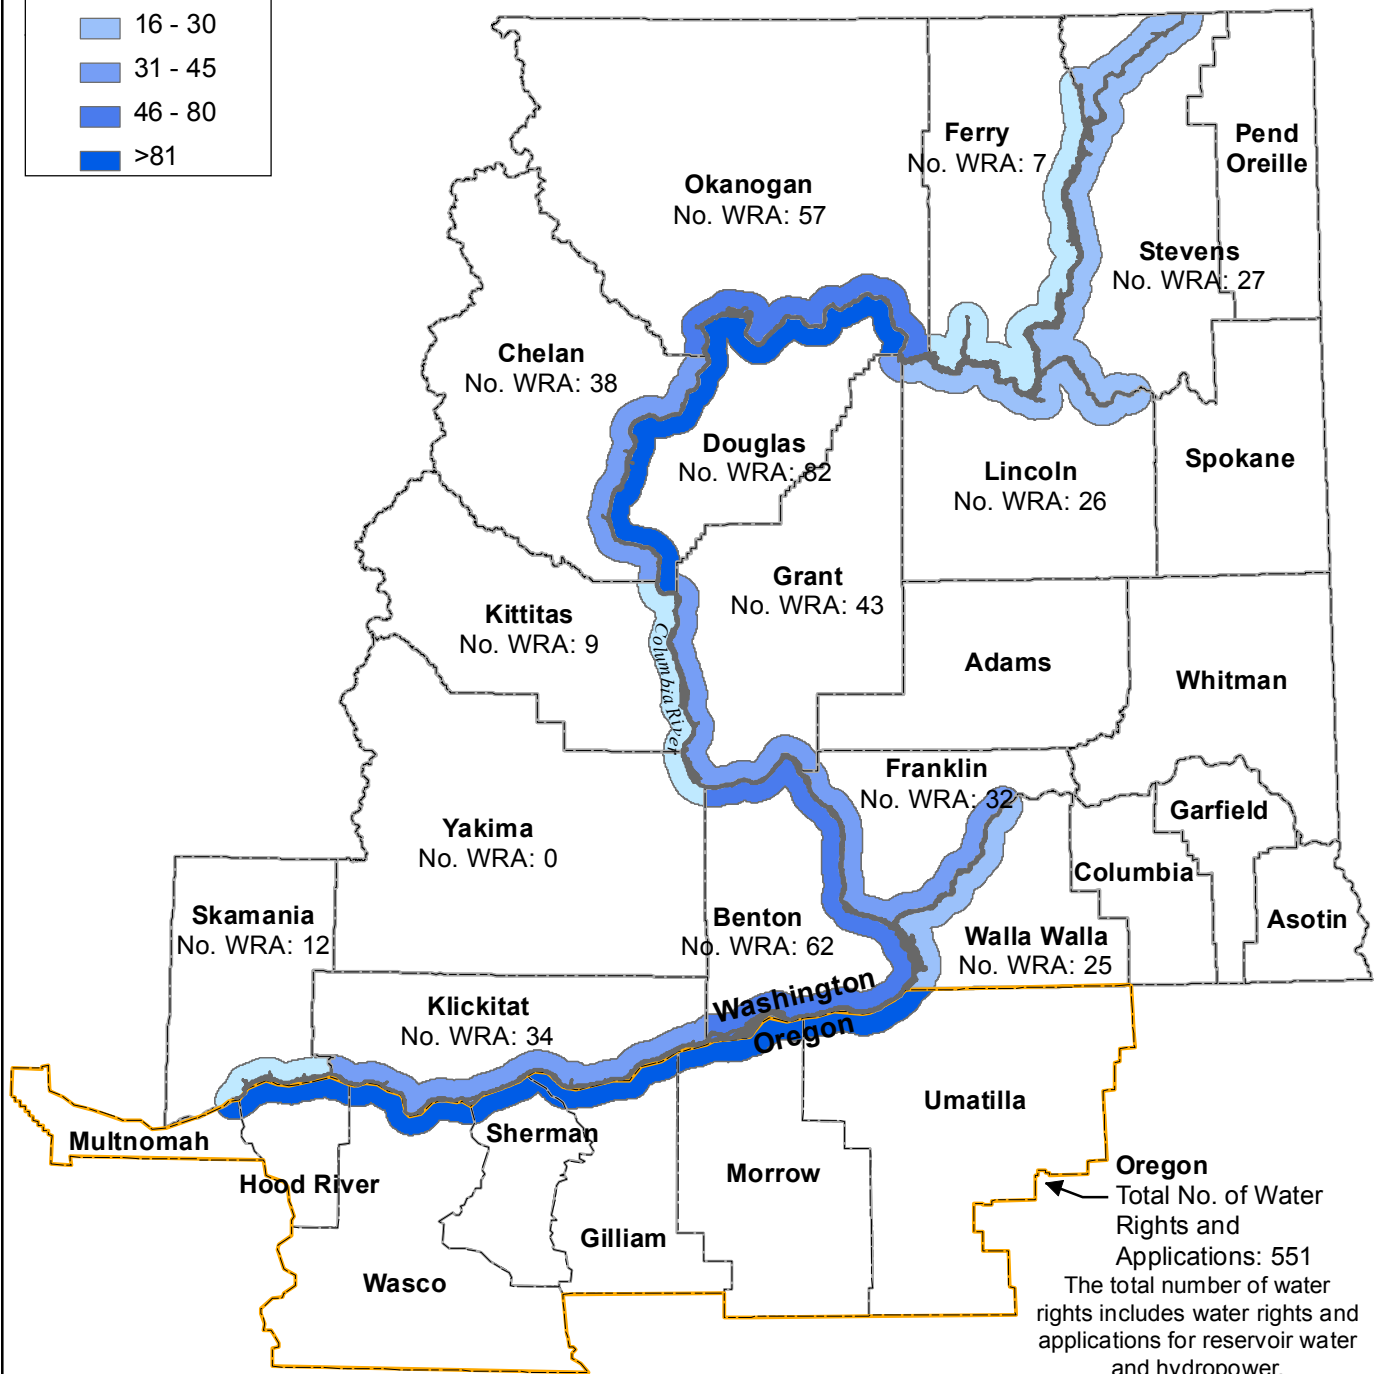 16 - 30
31 - 45
46 - 80
>81
Ferry
No. WRA: 7
Pend
Oreille
Okanogan
No. WRA: 57
Stevens
No. WRA: 27
Chelan
No. WRA: 38
Douglas
No. WRA: 82
Lincoln
No. WRA: 26
Spokane
Grant
No. WRA: 43
Kittitas
No. WRA: 9
Columbia River
Adams
Whitman
Franklin
No. WRA: 32
Garfield
Yakima
No. WRA: 0
Columbia
Skamania
No. WRA: 12
Benton
No. WRA: 62
Walla Walla
No. WRA: 25
Asotin
Washington
Oregon
Klickitat
No. WRA: 34
Umatilla
Multnomah
Sherman
Hood River
Morrow
Gilliam
Wasco
Oregon
Total No. of Water
Rights and
Applications: 551
The total number of water
rights includes water rights and
applications for reservoir water
and hydropower.